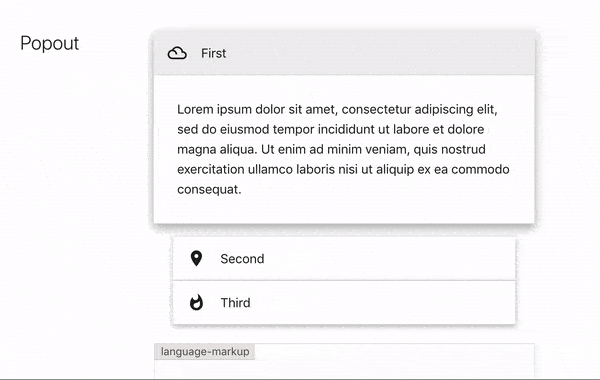 Popout
First
Lorem ipsum dolor sit amet, consectetur adipiscing elit,
sed do eiusmod tempor incididunt ut labore et dolore
magna aliqua. Ut enim ad minim veniam, quis nostrud
exercitation ullamco laboris nisi ut aliquip ex ea commodo
consequat.
Second
Third
language-markup